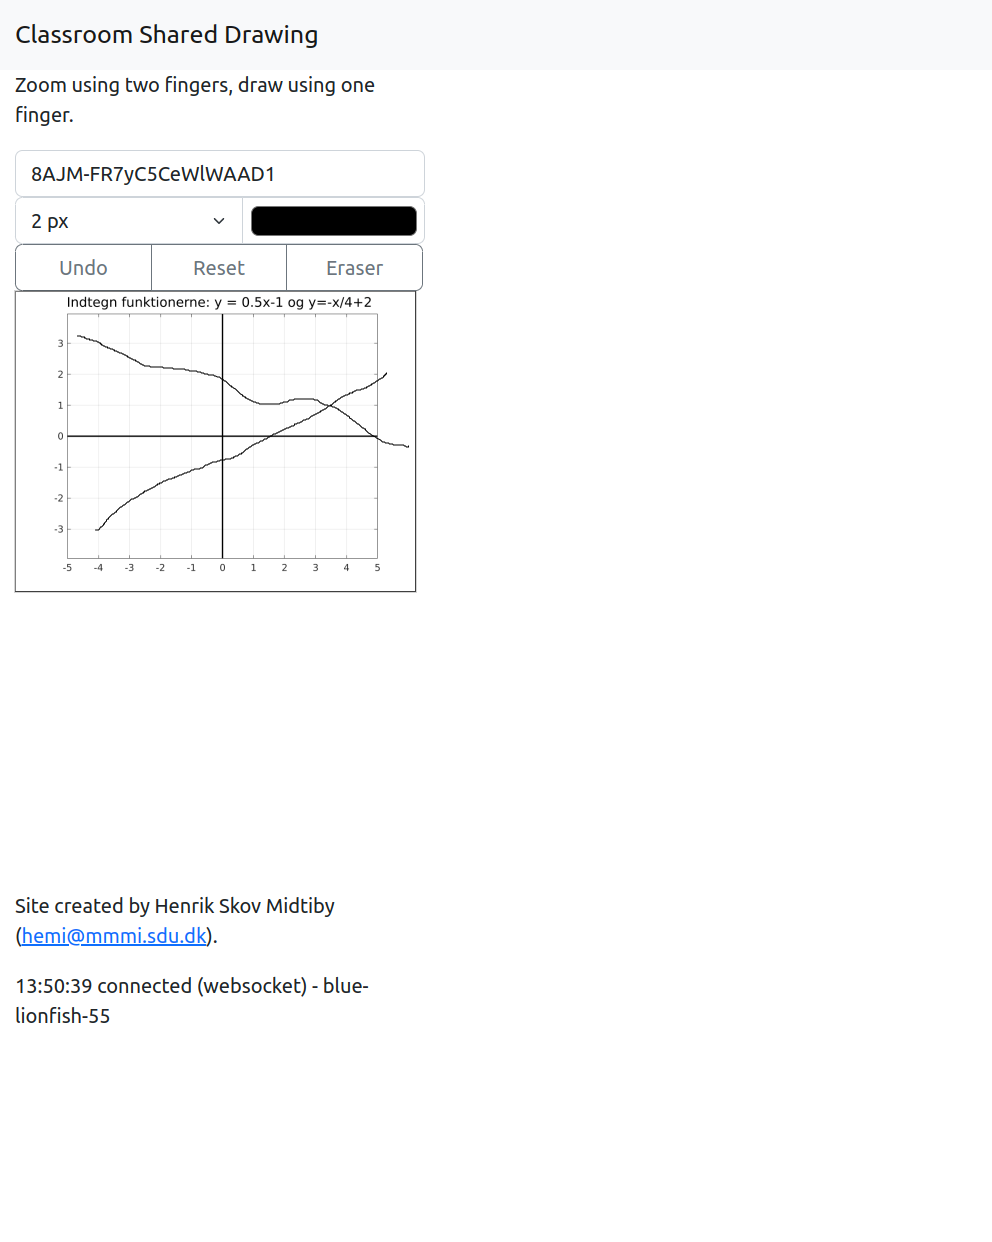 Classroom Shared Drawing
Zoom using two fingers, draw using one
finger.
8AJM-FR7yC5CeWlWAAD1
2 px
Undo Reset Eraser
Indtegn funktionerne: y = 0.5x-1 og y=-x/4+2
3
2
1
0
-1
-2
-3
-5 -4 -3 -2 -1 0 1 2 3 4 5
Site created by Henrik Skov Midtiby
(hemi@mmmi.sdu.dk).
13:50:39 connected (websocket) - blue-
lionfish-55